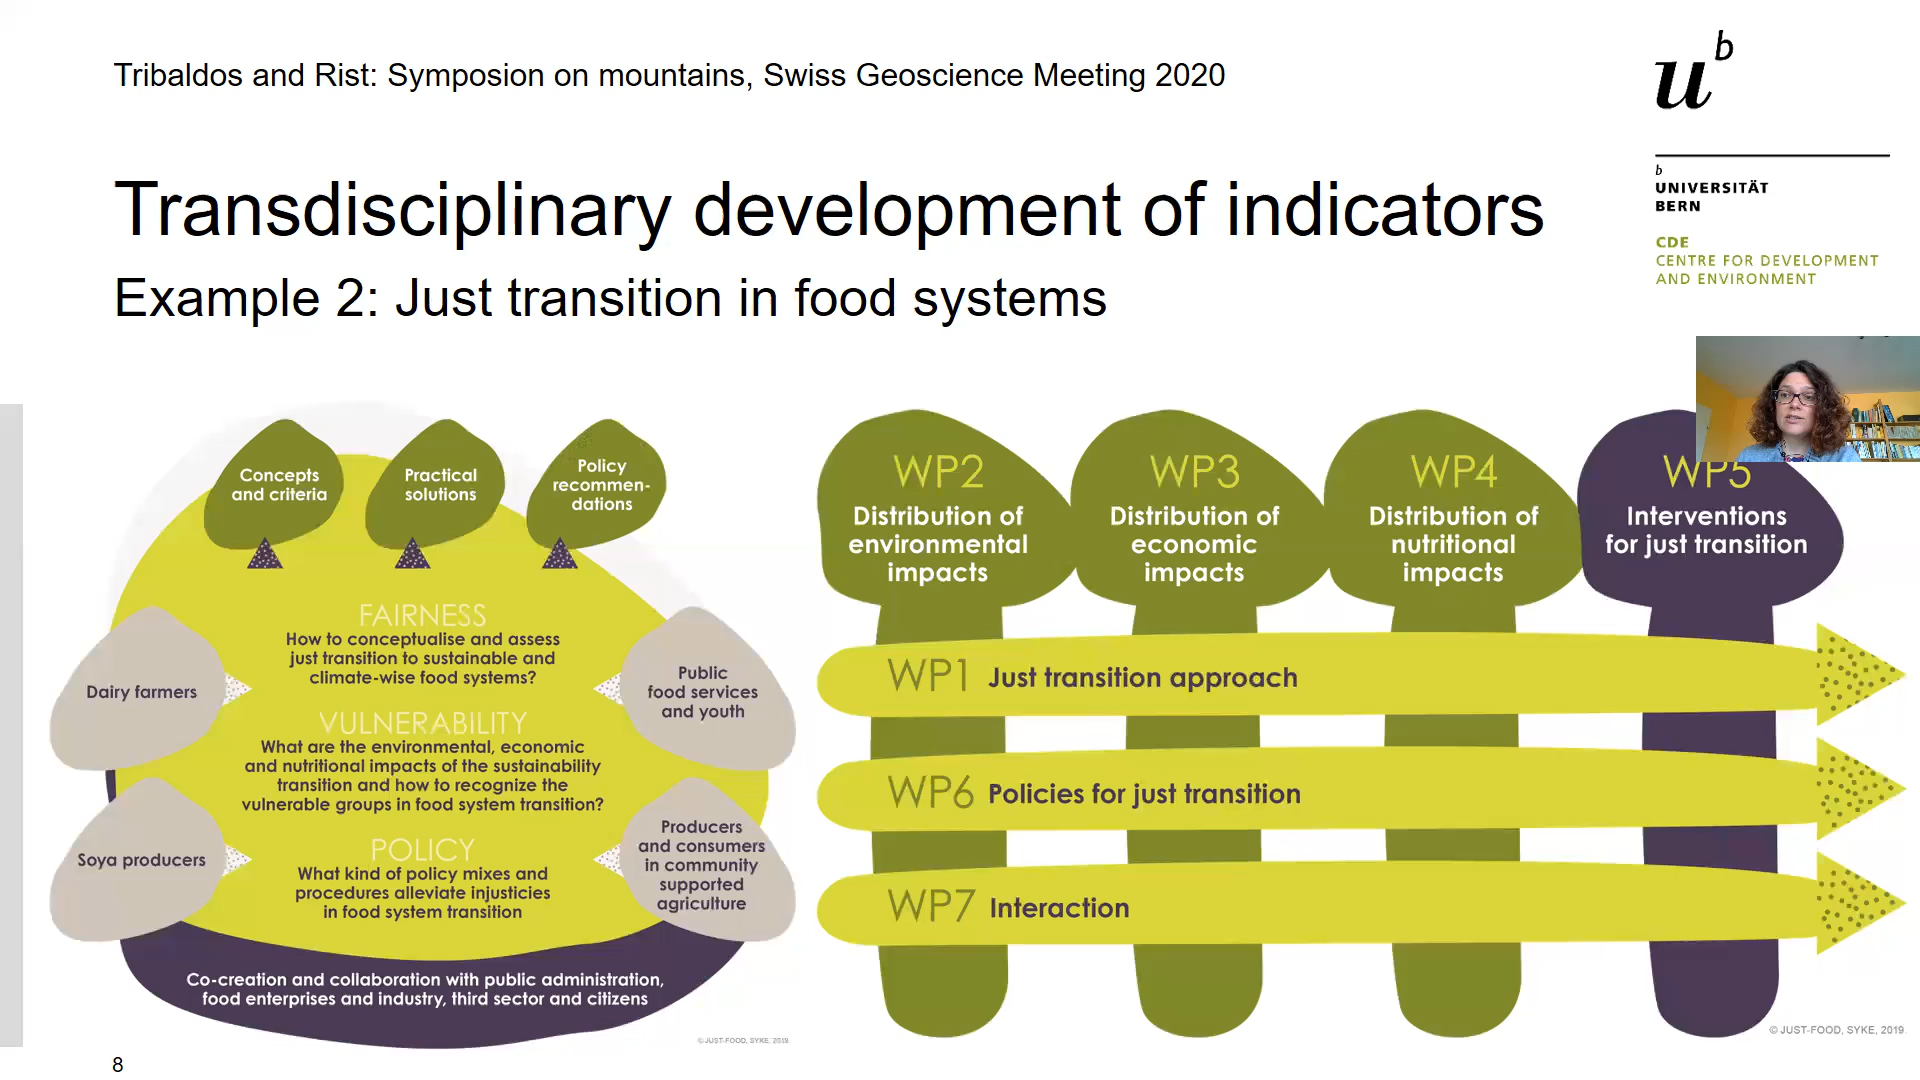 Tribaldos and Rist: Symposion on mountains, Swiss Geoscience Meeting 2020
u
b
b
UNIVERSITÄT
BERN
CDE
CENTRE FOR DEVELOPMENT
AND ENVIRONMENT
Transdisciplinary development of indicators
Example 2: Just transition in food systems
Concepts
and criteria
Practical
solutions
Policy
recommen-
dations
FAIRNESS
How to conceptualise and assess
just transition to sustainable and
climate-wise food systems?
VULNERABILITY
What are the environmental, economic
and nutritional impacts of the sustainability
transition and how to recognize the
vulnerable groups in food system transition?
POLICY
What kind of policy mixes and
procedures alleviate injusticies
in food system transition
Dairy farmers
Soya producers
Public
food services
and youth
Producers
and consumers
in community
supported
agriculture
Co-creation and collaboration with public administration,
food enterprises and industry, third sector and citizens
© JUST-FOOD, SYKE, 2019
WP2
Distribution of
environmental
impacts
WP3
Distribution of
economic
impacts
WP4
Distribution of
nutritional
impacts
WP5
Interventions
for just transition
WP1 Just transition approach
WP6 Policies for just transition
WP7 Interaction
© JUST-FOOD, SYKE, 2019
8